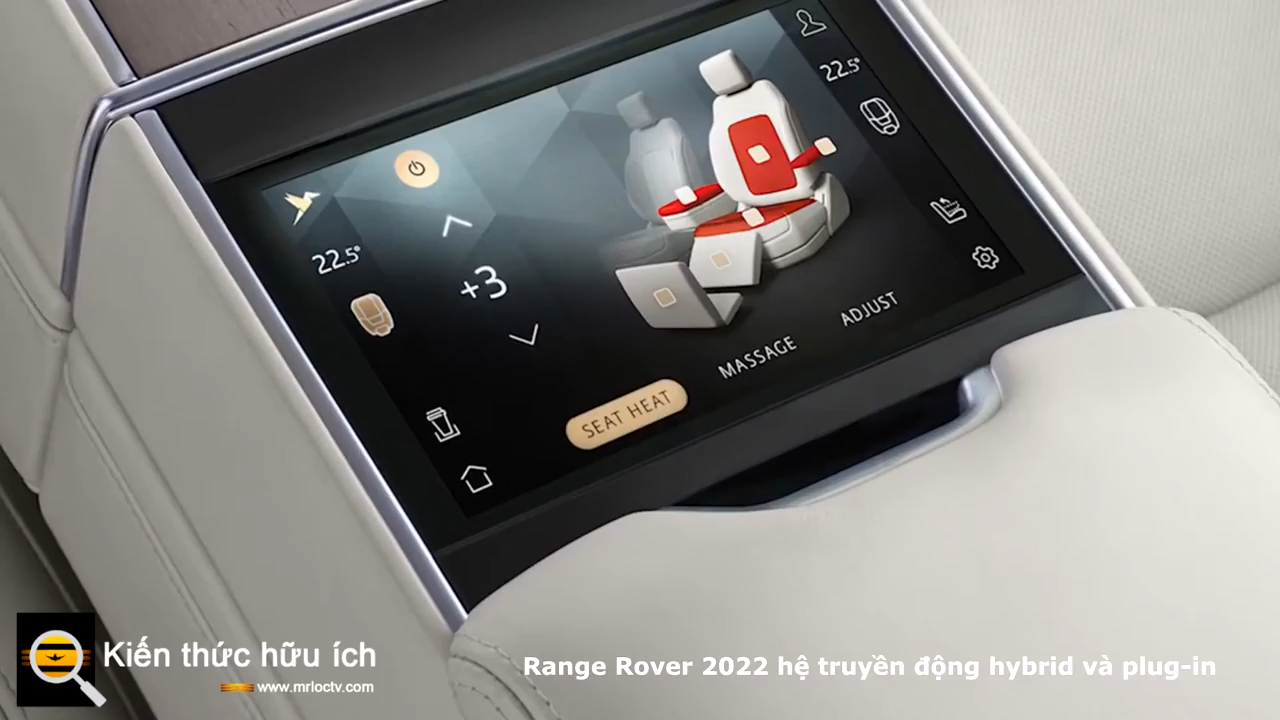 22.5°
22.5°
+3
ADJUST
MASSAGE
SEAT HEAT
Kiến thức hữu ích
www.mrloctv.com
Range Rover 2022 hệ truyền động hybrid và plug-in